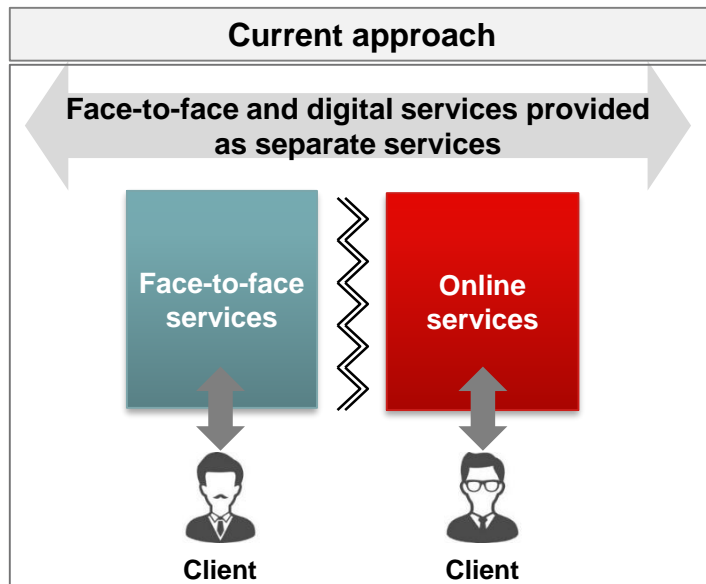 Current approach
Face-to-face and digital services provided
as separate services
Face-to-face
services
Online
services
Client
Client